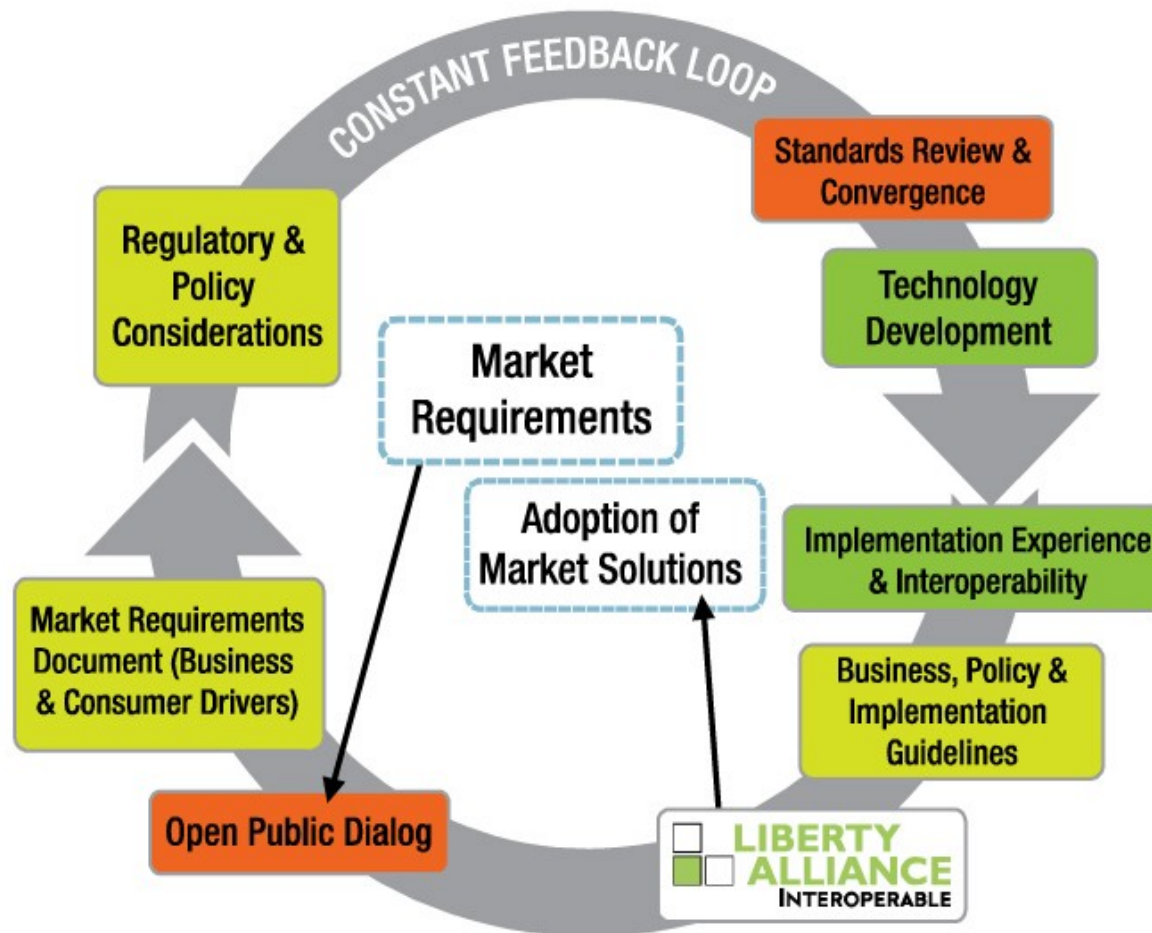 CONSTANT FEEDBACK LOOP
Standards Review &
Convergence
Regulatory &
Policy
Considerations
Technology
Development
Market
Requirements
Adoption of
Market Solutions
Implementation Experience
& Interoperability
Market Requirements
Document (Business
& Consumer Drivers)
Business, Policy &
Implementation
Guidelines
Open Public Dialog
LIBERTY
ALLIANCE
INTEROPERABLE